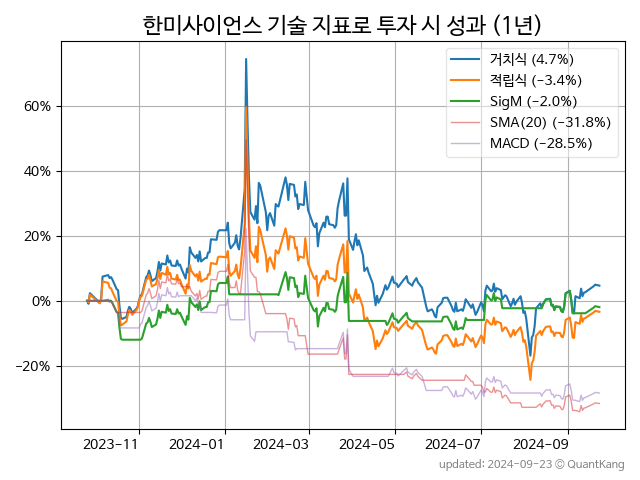 한미사이언스 기술 지표로 투자 시 성과 (1년)
거치식 (4.7%)
적립식 (−3.4%)
SigM (−2.0%)
SMA(20) (−31.8%)
MACD (−28.5%)
60%
40%
20%
0%
−20%
2023-11 2024-01 2024-03 2024-05 2024-07 2024-09
updated: 2024-09-23 © QuantKang